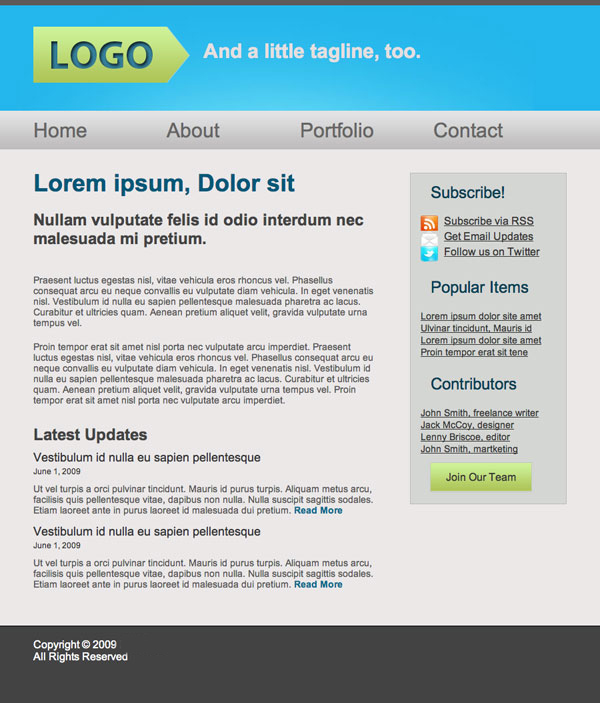 LOGO
And a little tagline, too.
Home About Portfolio Contact
Lorem ipsum, Dolor sit
Nullam vulputate felis id odio interdum nec
malesuada mi pretium.
Praesent luctus egestas nisl, vitae vehicula eros rhoncus vel. Phasellus
consequat arcu eu neque convallis eu vulputate diam vehicula. In eget venenatis
nisl. Vestibulum id nulla eu sapien pellentesque malesuada pharetra ac lacus.
Curabitur et ultricies quam. Aenean pretium aliquet velit, gravida vulputate urna
tempus vel.
Proin tempor erat sit amet nisl porta nec vulputate arcu imperdiet. Praesent
luctus egestas nisl, vitae vehicula eros rhoncus vel. Phasellus consequat arcu eu
neque convallis eu vulputate diam vehicula. In eget venenatis nisl. Vestibulum id
nulla eu sapien pellentesque malesuada pharetra ac lacus. Curabitur et ultricies
quam. Aenean pretium aliquet velit, gravida vulputate urna tempus vel. Proin
tempor erat sit amet nisl porta nec vulputate arcu imperdiet.
Latest Updates
Vestibulum id nulla eu sapien pellentesque
June 1, 2009
Ut vel turpis a orci pulvinar tincidunt. Mauris id purus turpis. Aliquam metus arcu,
facilisis quis pellentesque vitae, dapibus non nulla. Nulla suscipit sagittis sodales.
Etiam laoreet ante in purus id malesuada dui pretium. Read More
Vestibulum id nulla eu sapien pellentesque
June 1, 2009
Ut vel turpis a orci pulvinar tincidunt. Mauris id purus turpis. Aliquam metus arcu,
facilisis quis pellentesque vitae, dapibus non nulla. Nulla suscipit sagittis sodales.
Etiam laoreet ante in purus laoreet id malesuada dui pretium. Read More
Subscribe!
Subscribe via RSS
Get Email Updates
Follow us on Twitter
Popular Items
Lorem ipsum dolor site amet
Ulvinar tincidunt, Mauris id
Lorem ipsum dolor site amet
Proin tempor erat sit tene
Contributors
John Smith, freelance writer
Jack McCoy, designer
Lenny Briscoe, editor
John Smith, martketing
Join Our Team
Copyright © 2009
All Rights Reserved